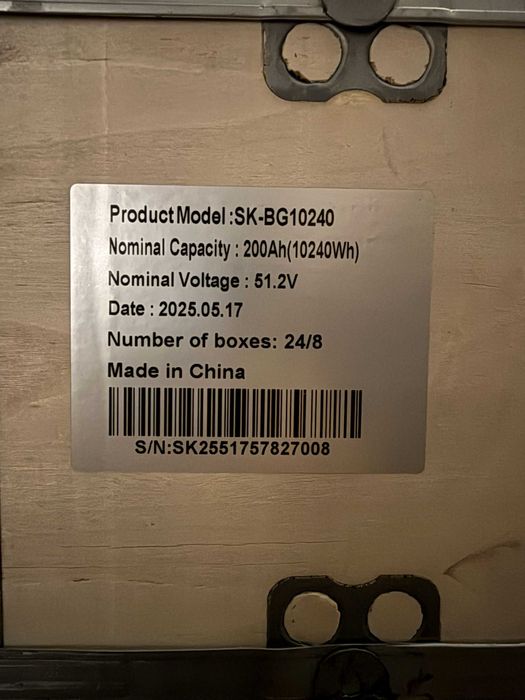 Product Model :SK-BG10240
Nominal Capacity : 200Ah(10240Wh)
Nominal Voltage : 51.2V
Date : 2025.05.17
Number of boxes: 24/8
Made in China
S/N:SK2551757827008